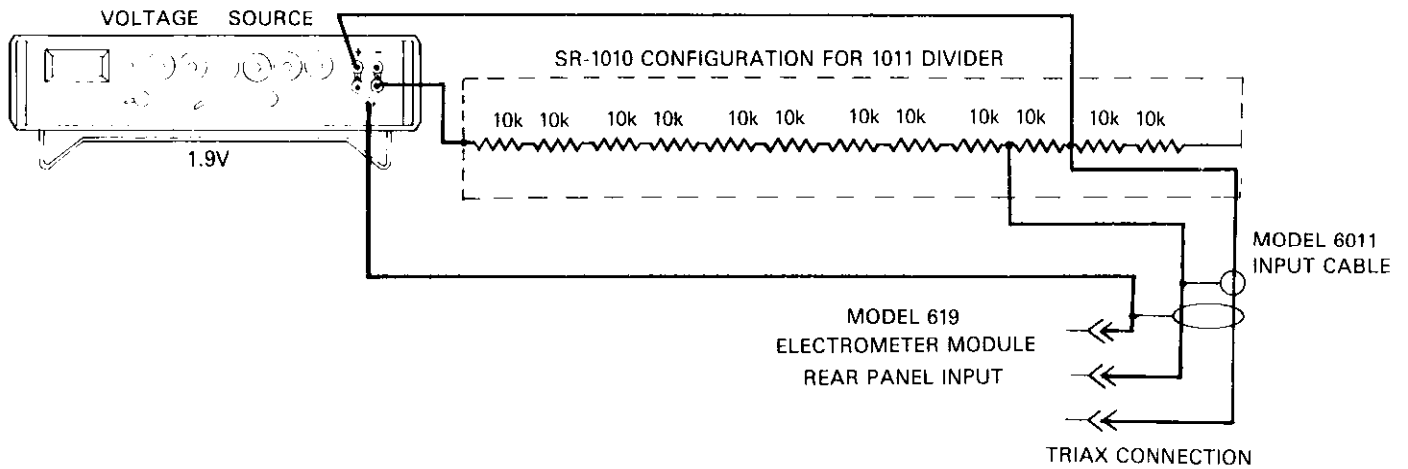 VOLTAGE SOURCE
+ -
1.9V
SR-1010 CONFIGURATION FOR 1011 DIVIDER
10k 10k 10k 10k 10k 10k 10k 10k 10k 10k 10k 10k
MODEL 6011
INPUT CABLE
MODEL 619
ELECTROMETER MODULE
REAR PANEL INPUT
TRIAX CONNECTION